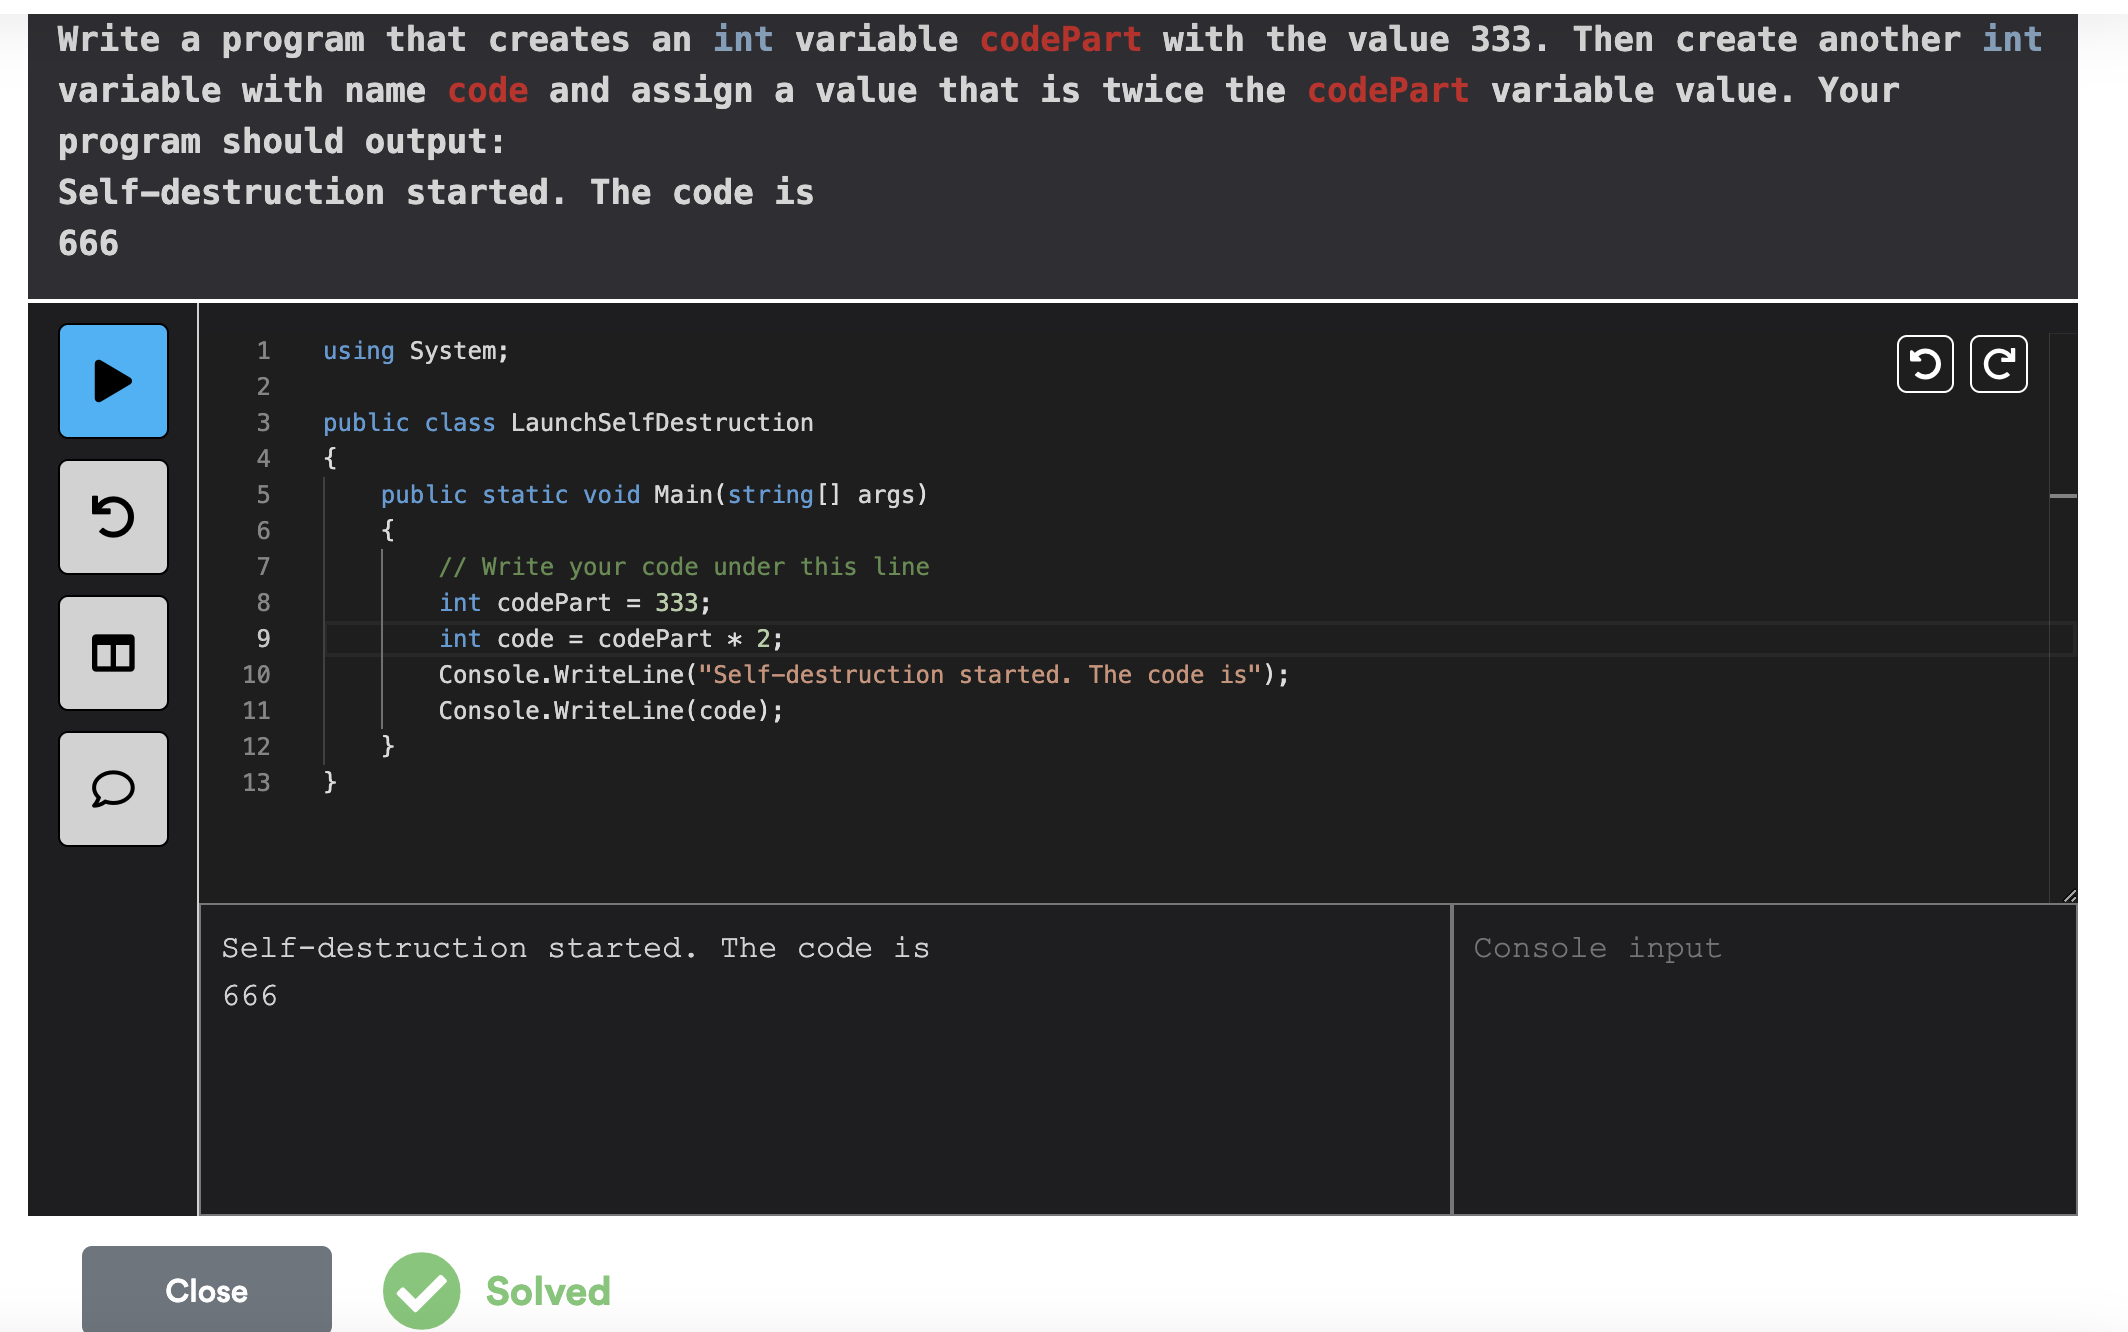 Write a program that creates an int variable codePart with the value 333. Then create another int
variable with name code and assign a value that is twice the codePart variable value. Your
program should output:
Self-destruction started. The code is
666
1 using System;
2
3 public class LaunchSelfDestruction
4 {
5     public static void Main(string[] args)
6     {
7         // Write your code under this line
8         int codePart = 333;
9         int code = codePart * 2;
10         Console.WriteLine("Self-destruction started. The code is");
11         Console.WriteLine(code);
12     }
13 }
Self-destruction started. The code is
666
Console input
Close
Solved